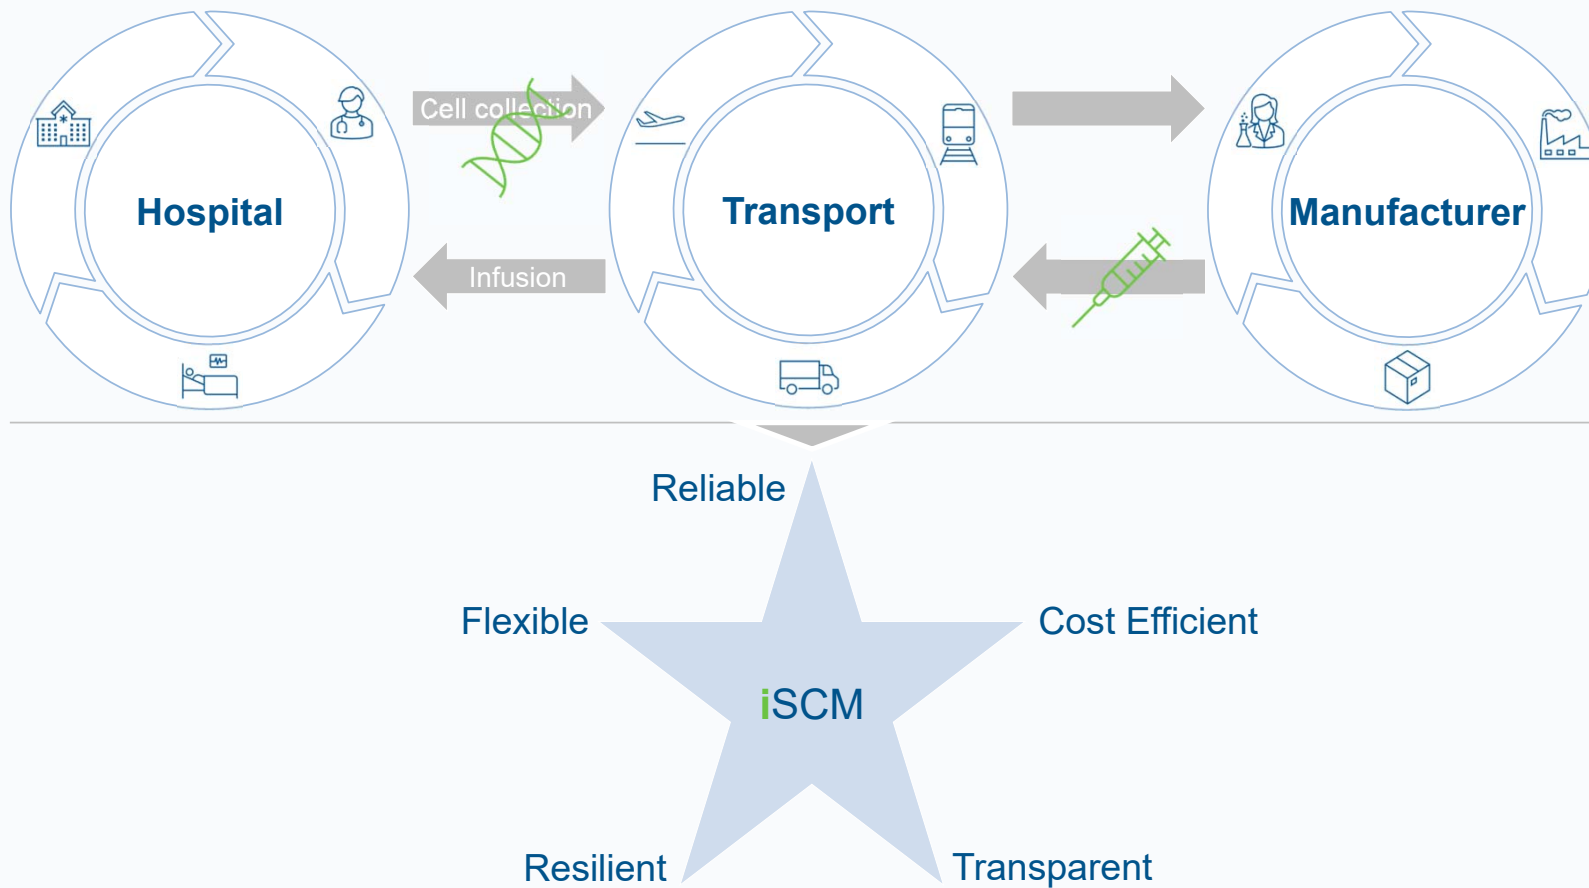 Cell collection
Hospital
Transport
Manufacturer
Infusion
Reliable
Flexible
Cost Efficient
iSCM
Resilient
Transparent